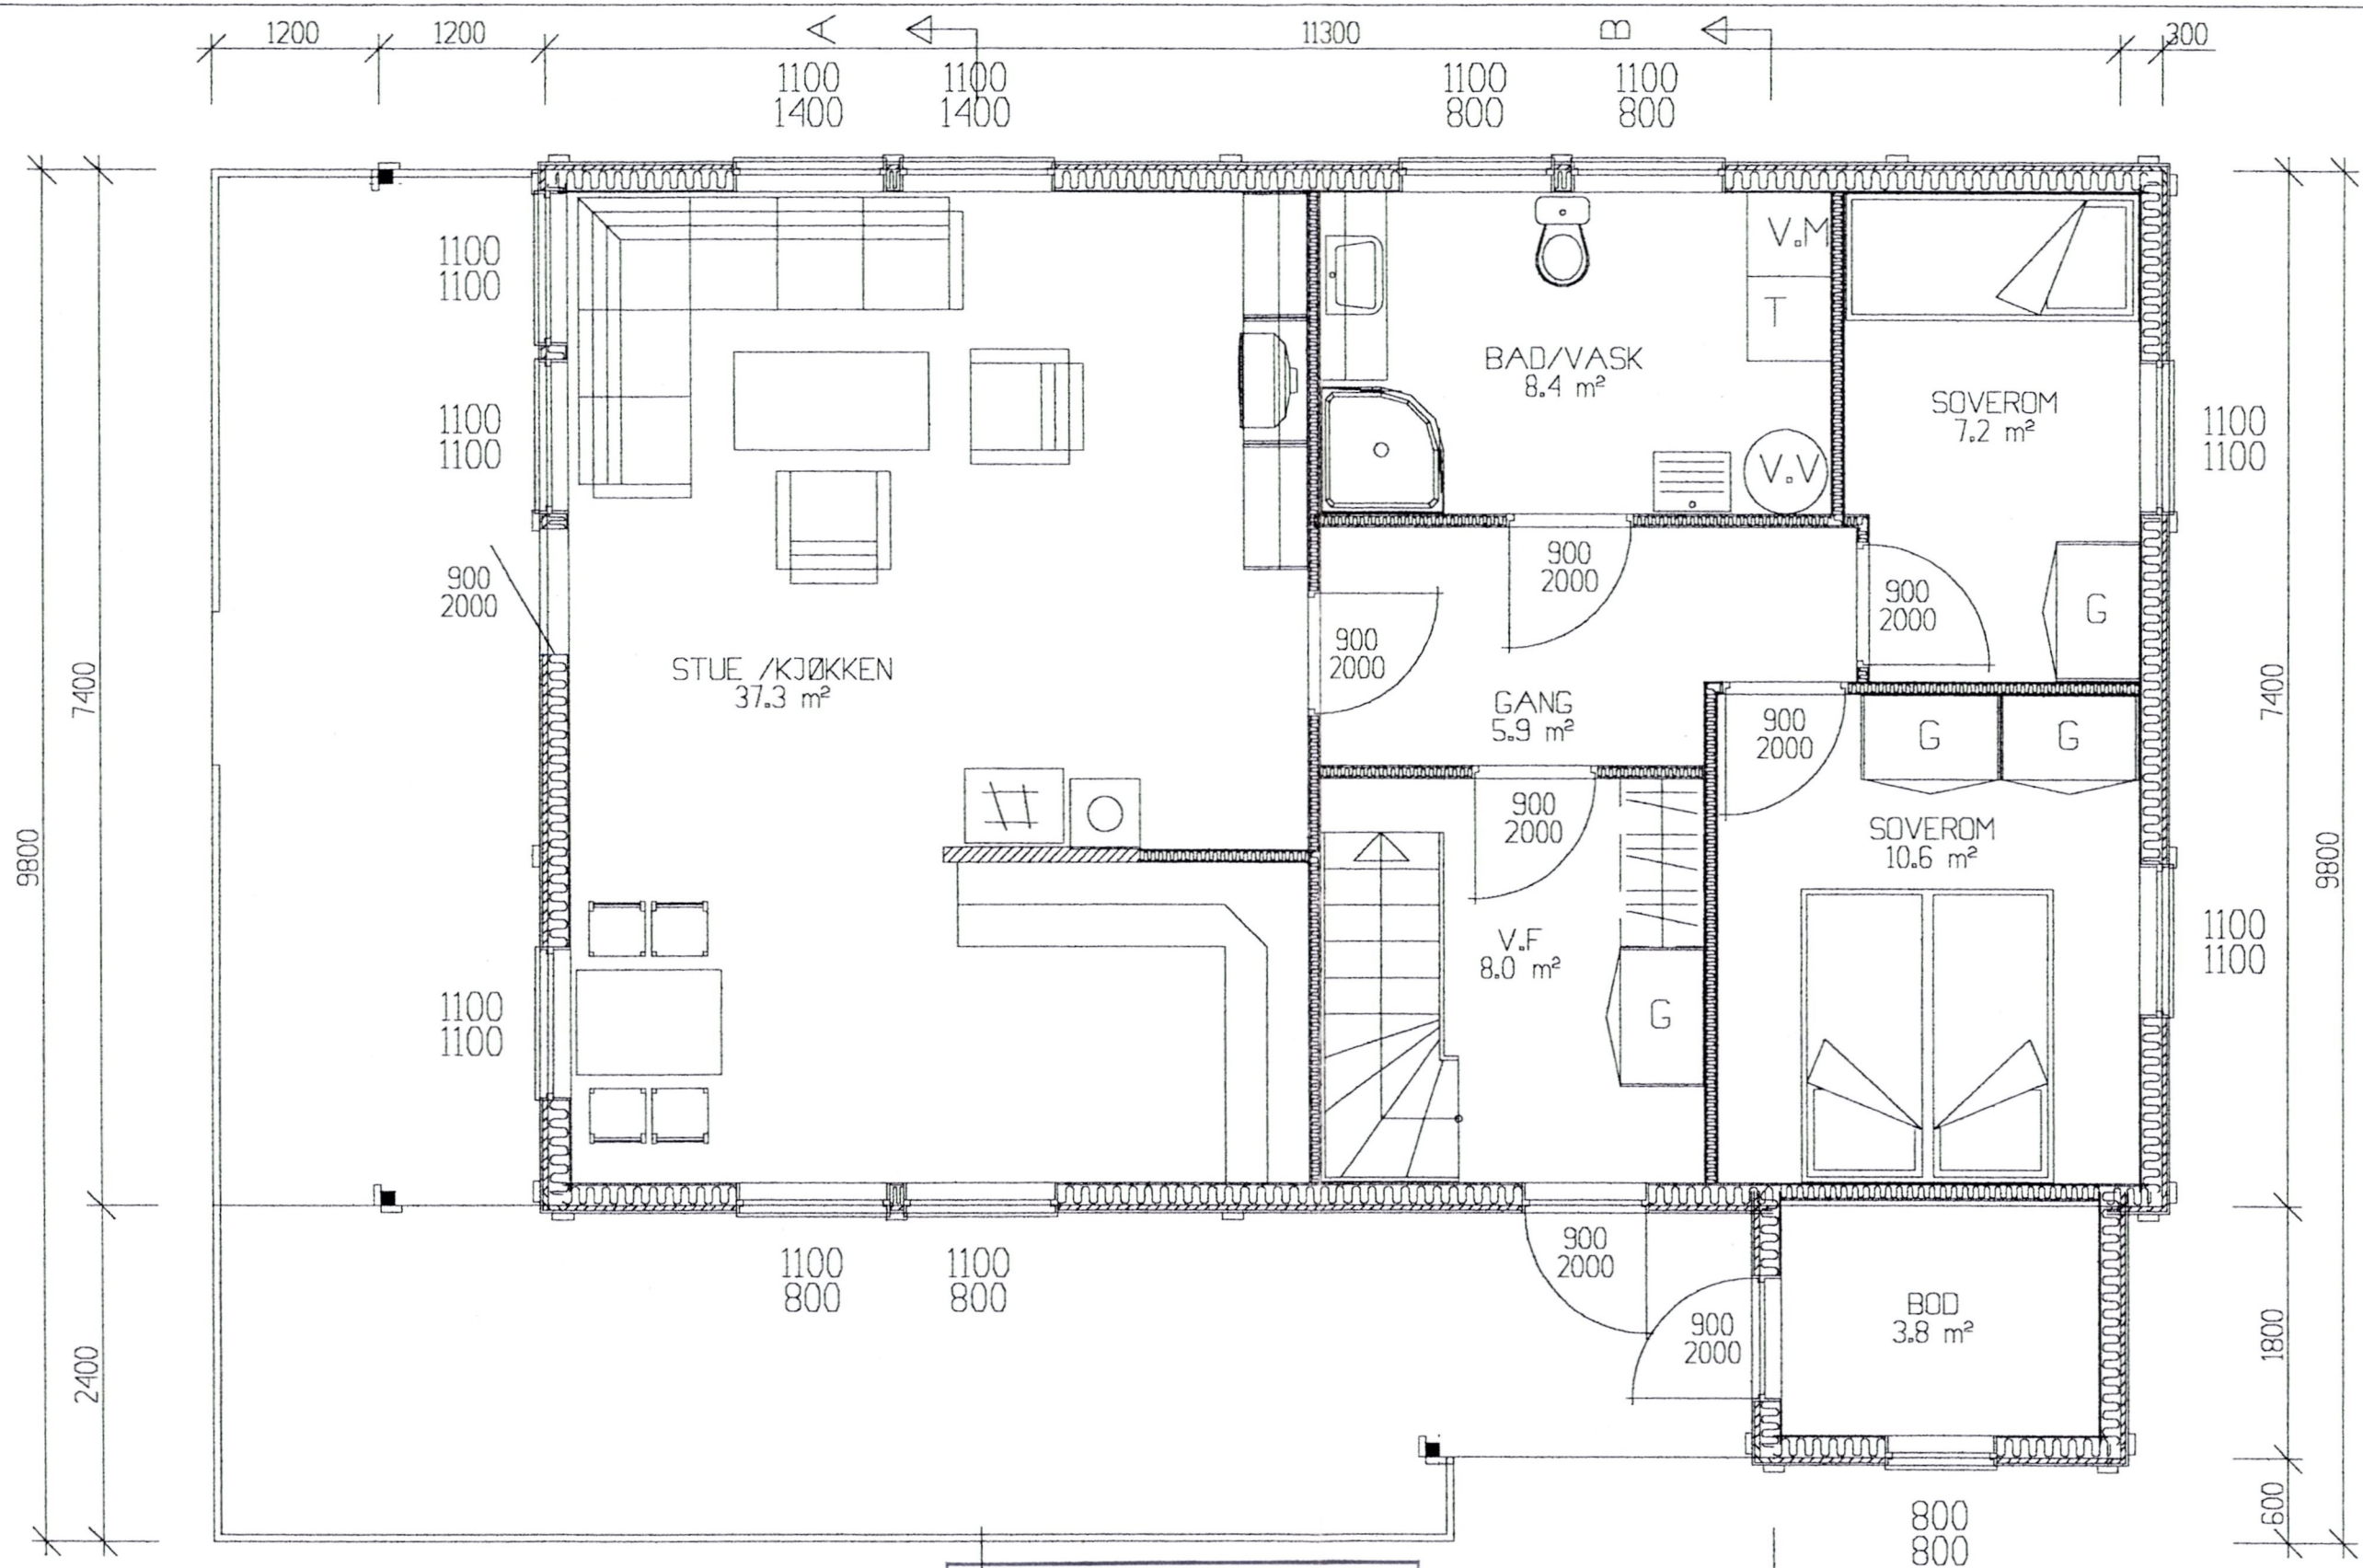 1200
1200
A
11300
B
300
1100
1400
1100
1400
1100
800
1100
800
1100
1100
V.M
T
BAD/VASK
8.4 m²
SOVEROM
7.2 m²
1100
1100
1100
1100
V.V
900
2000
900
2000
900
2000
900
2000
G
7400
STUE /KJØKKEN
37.3 m²
GANG
5.9 m²
900
2000
G
G
7400
9800
900
2000
SOVEROM
10.6 m²
9800
V.F
8.0 m²
G
1100
1100
1100
1100
1100
800
1100
800
900
2000
900
2000
BOD
3.8 m²
2400
1800
600
800
800